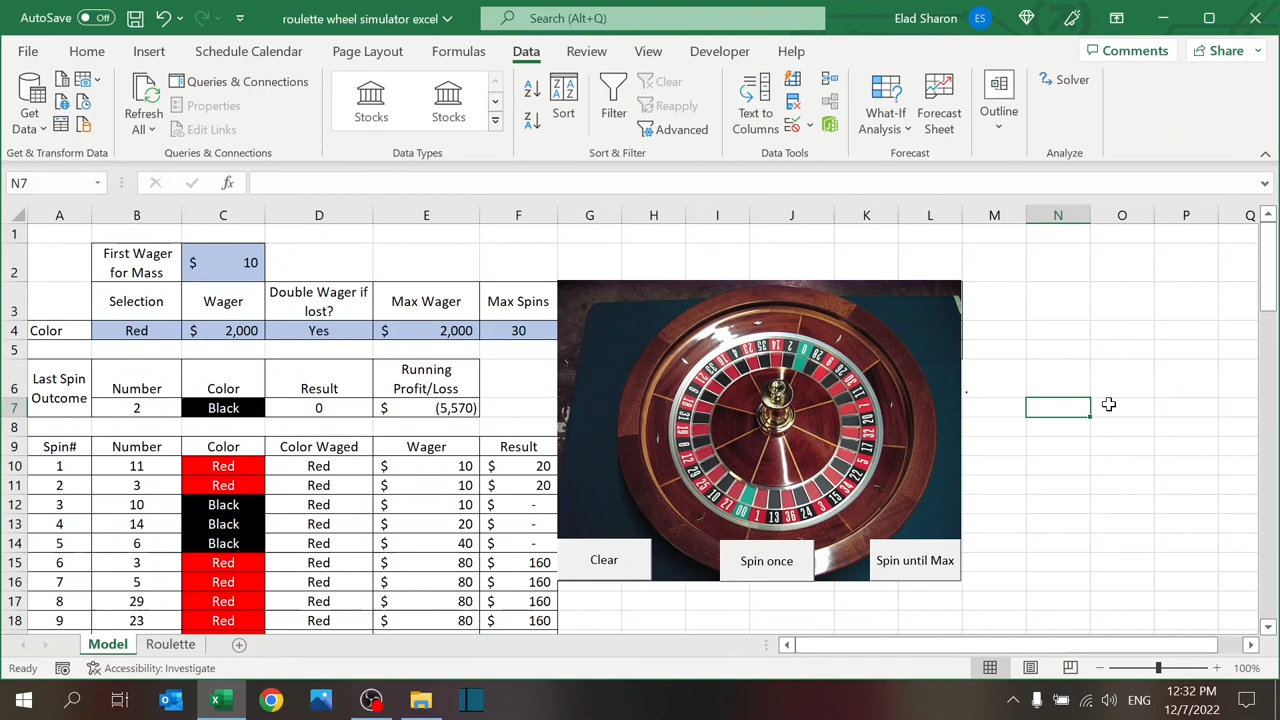 AutoSave Off
roulette wheel simulator excel
Search (Alt+Q)
Elad Sharon
ES
File Home Insert Schedule Calendar Page Layout Formulas Data Review View Developer Help
Comments Share
Get Data
Refresh All
Queries & Connections
Properties
Edit Links
Stocks Stocks
Sort
Filter
Clear
Reapply
Advanced
Text to Columns
What-If Analysis
Forecast Sheet
Outline
Solver
Get & Transform Data Queries & Connections Data Types Sort & Filter Data Tools Forecast Analyze
N7 fx
A B C D E F G H I J K L M N O P Q
1
First Wager for Mass
2 $ 10
3 Selection Wager Double Wager if lost? Max Wager Max Spins
4 Color Red $ 2,000 Yes $ 2,000 30
5
6 Last Spin Outcome Number Color Result Running Profit/Loss
7 2 Black 0 $ (5,570)
8
9 Spin# Number Color Color Waged Wager Result
10 1 11 Red Red $ 10 $ 20
11 2 3 Red Red $ 10 $ 20
12 3 10 Black Red $ 10 $ -
13 4 14 Black Red $ 20 $ -
14 5 6 Black Red $ 40 $ -
15 6 3 Red Red $ 80 $ 160
16 7 5 Red Red $ 80 $ 160
17 8 29 Red Red $ 80 $ 160
18 9 23 Red Red $ 80 $ 160
Clear Spin once Spin until Max
Model Roulette
Ready Accessibility: Investigate 100%
ENG
12:32 PM
12/7/2022